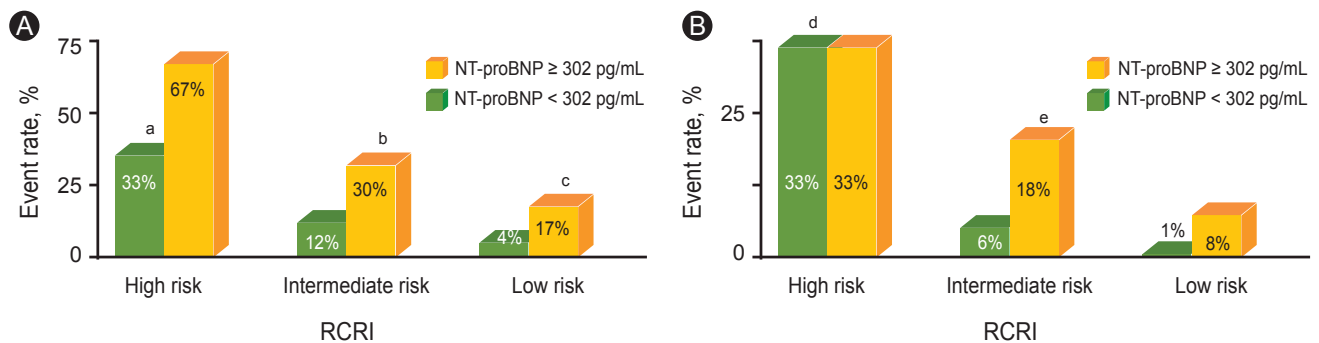 A
Event rate, %
75
50
25
0
NT-proBNP ≥ 302 pg/mL
NT-proBNP < 302 pg/mL
a
33%
67%
b
12%
30%
c
4%
17%
High risk
Intermediate risk
Low risk
RCRI
B
Event rate, %
25
0
NT-proBNP ≥ 302 pg/mL
NT-proBNP < 302 pg/mL
d
33%
33%
e
6%
18%
1%
8%
High risk
Intermediate risk
Low risk
RCRI